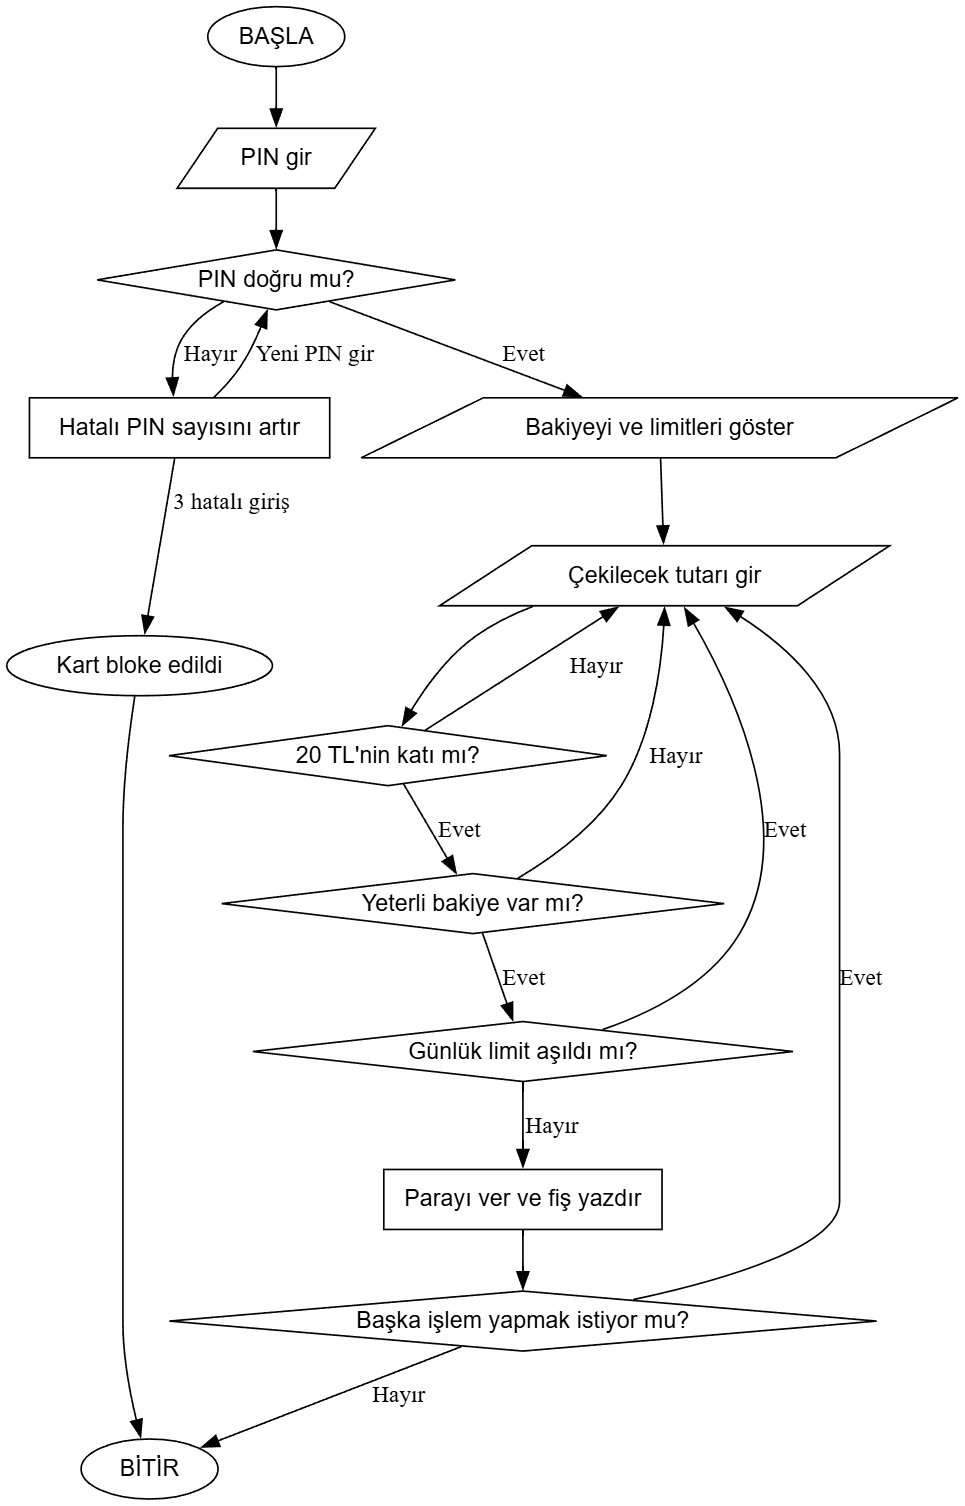 BAŞLA
PIN gir
PIN doğru mu?
Hayır
Yeni PIN gir
Evet
Hatalı PIN sayısını artır
Bakiyeyi ve limitleri göster
3 hatalı giriş
Çekilecek tutarı gir
Kart bloke edildi
Hayır
20 TL'nin katı mı?
Hayır
Evet
Evet
Yeterli bakiye var mı?
Evet
Evet
Günlük limit aşıldı mı?
Hayır
Parayı ver ve fiş yazdır
Başka işlem yapmak istiyor mu?
Hayır
BİTİR